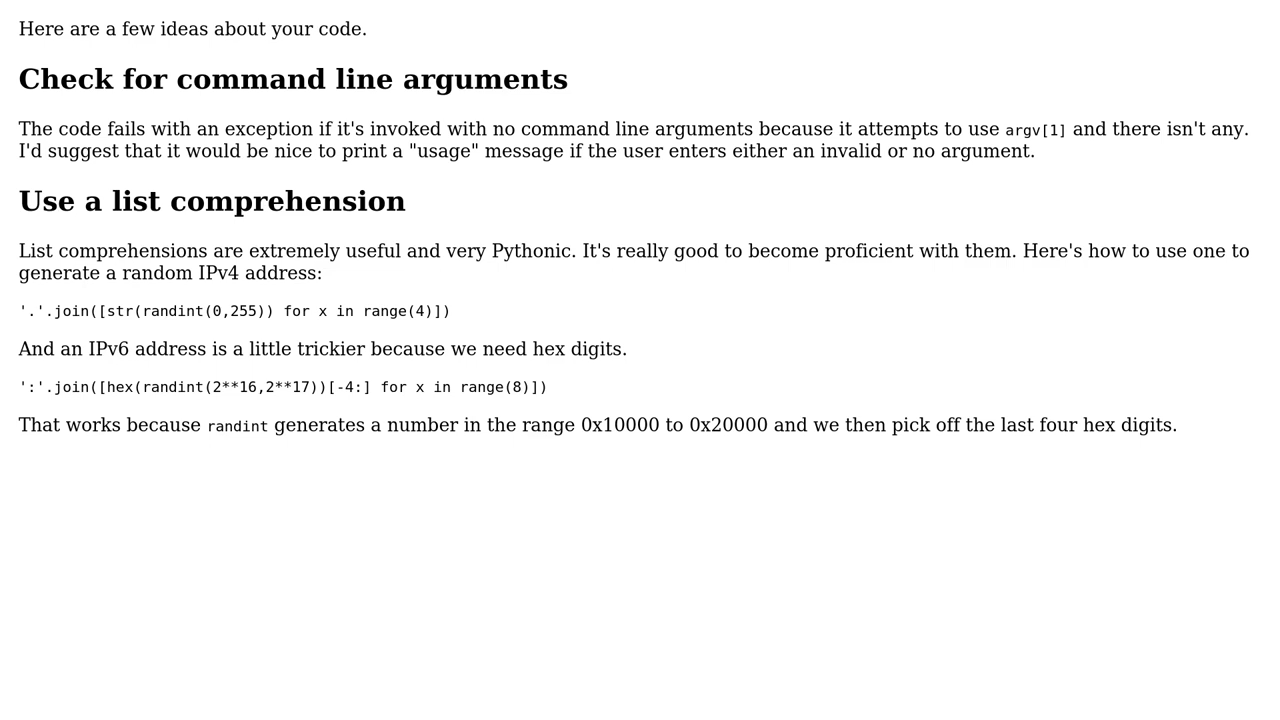 Here are a few ideas about your code.
Check for command line arguments
The code fails with an exception if it's invoked with no command line arguments because it attempts to use argv[1] and there isn't any.
I'd suggest that it would be nice to print a "usage" message if the user enters either an invalid or no argument.
Use a list comprehension
List comprehensions are extremely useful and very Pythonic. It's really good to become proficient with them. Here's how to use one to
generate a random IPv4 address:
'.'.join([str(randint(0,255)) for x in range(4)])
And an IPv6 address is a little trickier because we need hex digits.
':'.join([hex(randint(2**16,2**17))[-4:] for x in range(8)])
That works because randint generates a number in the range 0x10000 to 0x20000 and we then pick off the last four hex digits.